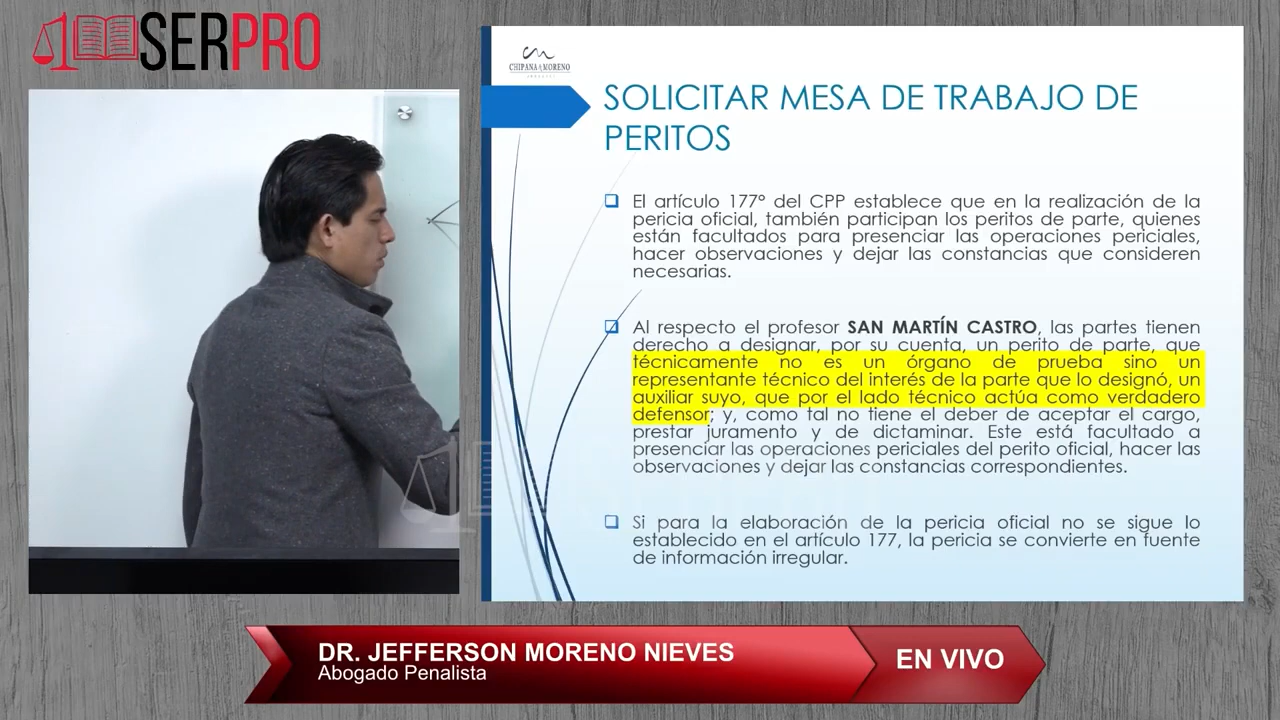 SERPRO
CHIPANA & MORENO
SOLICITAR MESA DE TRABAJO DE
PERITOS
El artículo 177° del CPP establece que en la realización de la
pericia oficial, también participan los peritos de parte, quienes
están facultados para presenciar las operaciones periciales,
hacer observaciones y dejar las constancias que consideren
necesarias.
Al respecto el profesor SAN MARTÍN CASTRO, las partes tienen
derecho a designar, por su cuenta, un perito de parte, que
técnicamente no es un órgano de prueba sino un
representante técnico del interés de la parte que lo designó, un
auxiliar suyo, que por el lado técnico actúa como verdadero
defensor; y, como tal no tiene el deber de aceptar el cargo,
prestar juramento y de dictaminar. Este está facultado a
presenciar las operaciones periciales del perito oficial, hacer las
observaciones y dejar las constancias correspondientes.
Si para la elaboración de la pericia oficial no se sigue lo
establecido en el artículo 177, la pericia se convierte en fuente
de información irregular.
DR. JEFFERSON MORENO NIEVES
Abogado Penalista
EN VIVO